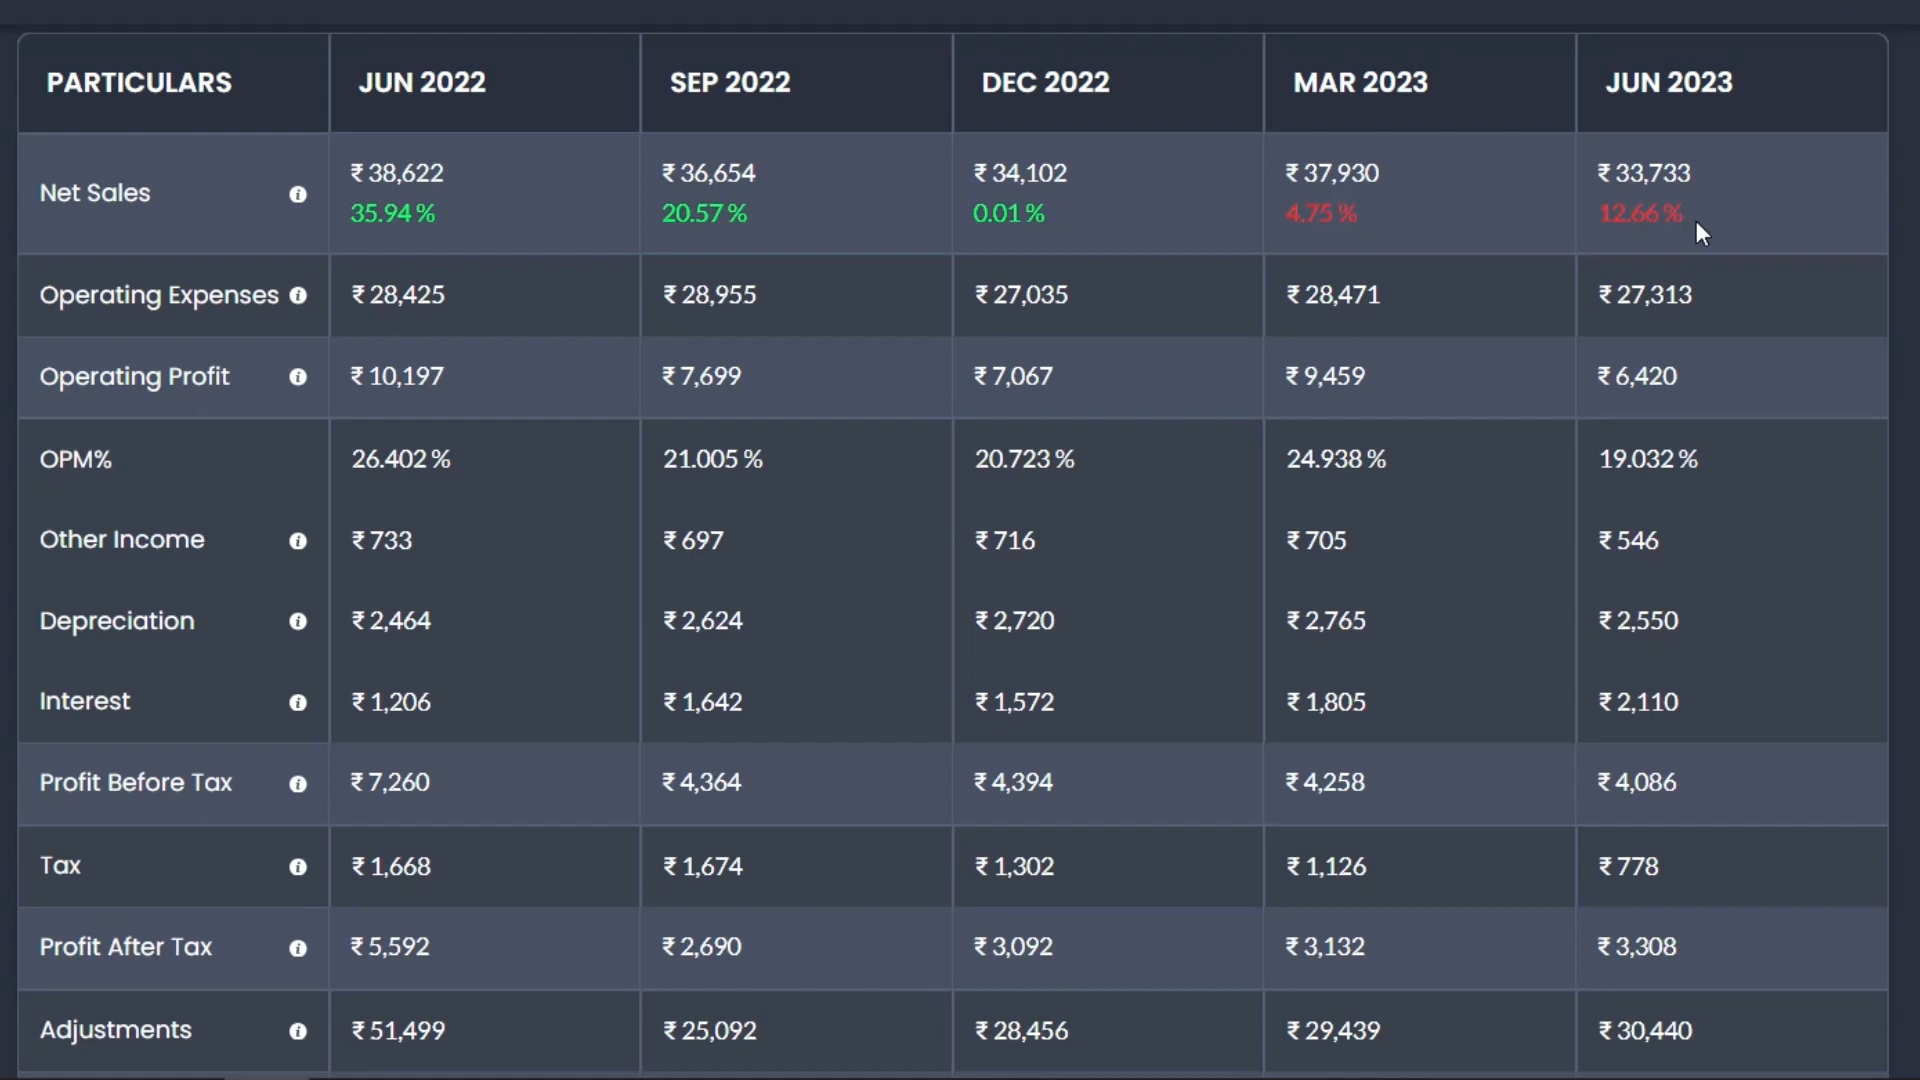 PARTICULARS JUN 2022 SEP 2022 DEC 2022 MAR 2023 JUN 2023
Net Sales ₹ 38,622 ₹ 36,654 ₹ 34,102 ₹ 37,930 ₹ 33,733
35.94 % 20.57 % 0.01 % 4.75 % 12.66 %
Operating Expenses ₹ 28,425 ₹ 28,955 ₹ 27,035 ₹ 28,471 ₹ 27,313
Operating Profit ₹ 10,197 ₹ 7,699 ₹ 7,067 ₹ 9,459 ₹ 6,420
OPM% 26.402 % 21.005 % 20.723 % 24.938 % 19.032 %
Other Income ₹ 733 ₹ 697 ₹ 716 ₹ 705 ₹ 546
Depreciation ₹ 2,464 ₹ 2,624 ₹ 2,720 ₹ 2,765 ₹ 2,550
Interest ₹ 1,206 ₹ 1,642 ₹ 1,572 ₹ 1,805 ₹ 2,110
Profit Before Tax ₹ 7,260 ₹ 4,364 ₹ 4,394 ₹ 4,258 ₹ 4,086
Tax ₹ 1,668 ₹ 1,674 ₹ 1,302 ₹ 1,126 ₹ 778
Profit After Tax ₹ 5,592 ₹ 2,690 ₹ 3,092 ₹ 3,132 ₹ 3,308
Adjustments ₹ 51,499 ₹ 25,092 ₹ 28,456 ₹ 29,439 ₹ 30,440